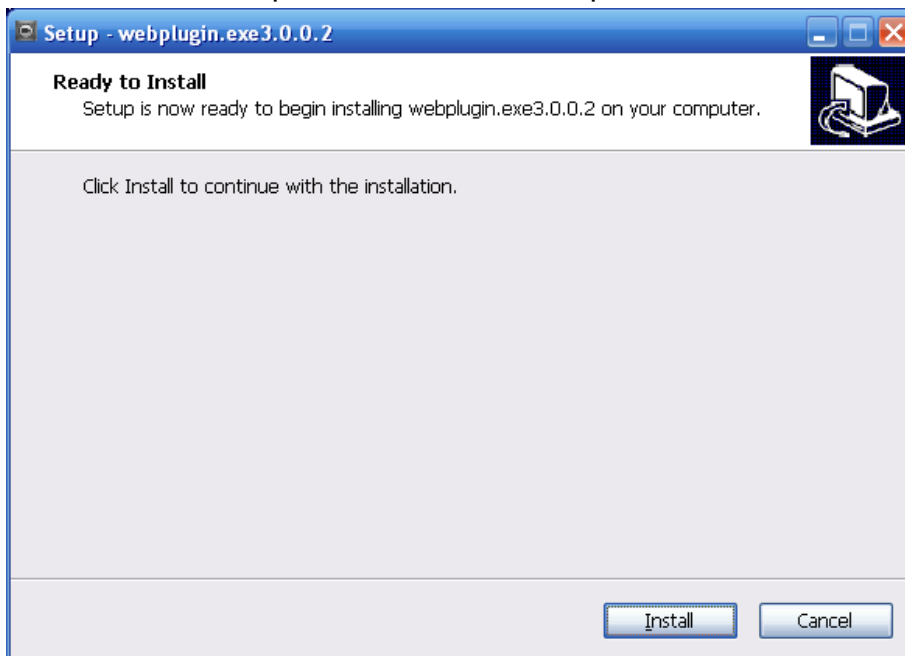 Setup - webplugin.exe3.0.0.2
Ready to Install
Setup is now ready to begin installing webplugin.exe3.0.0.2 on your computer.
Click Install to continue with the installation.
Install
Cancel